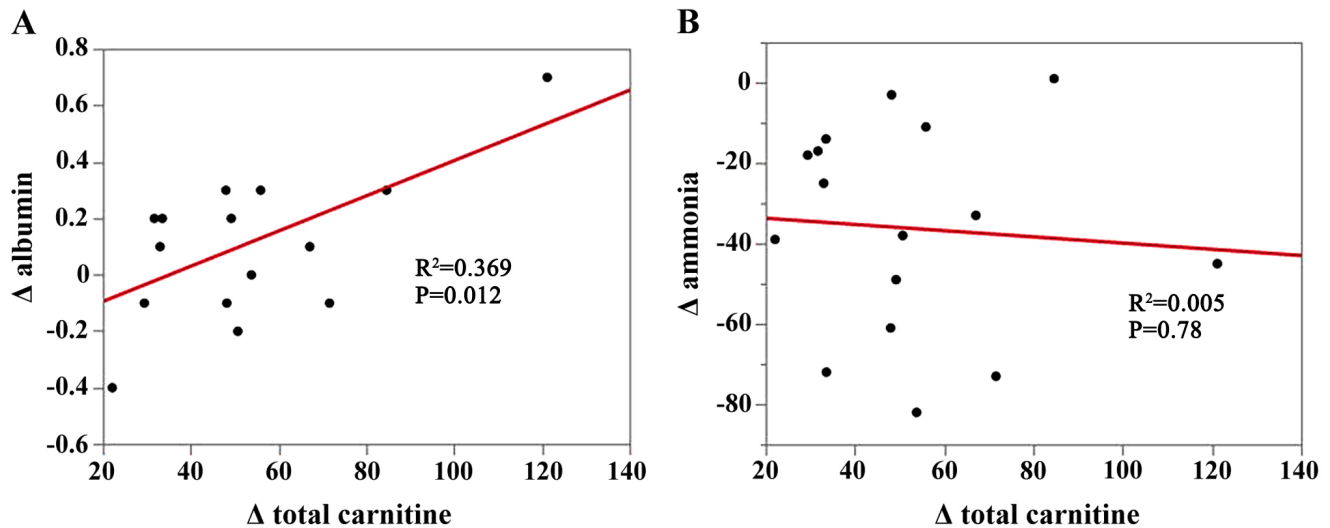 A
Δ albumin
0.8
0.6
0.4
0.2
0
-0.2
-0.4
-0.6
20 40 60 80 100 120 140
Δ total carnitine
R²=0.369
P=0.012
B
Δ ammonia
0
-20
-40
-60
-80
20 40 60 80 100 120 140
Δ total carnitine
R²=0.005
P=0.78